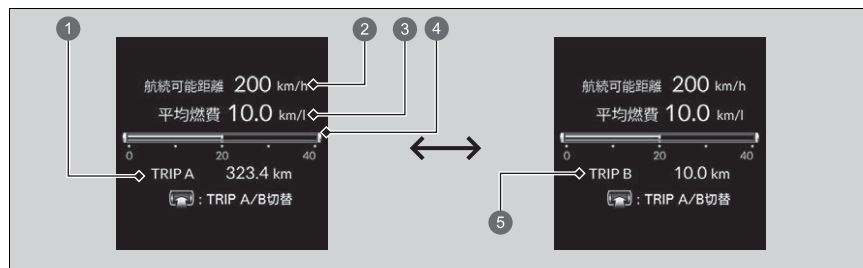 1
2
3
4
航続可能距離 200 km/h
平均燃費 10.0 km/l
0 20 40
TRIP A 323.4 km
: TRIP A/B切替
航続可能距離 200 km/h
平均燃費 10.0 km/l
0 20 40
TRIP B 10.0 km
: TRIP A/B切替
5